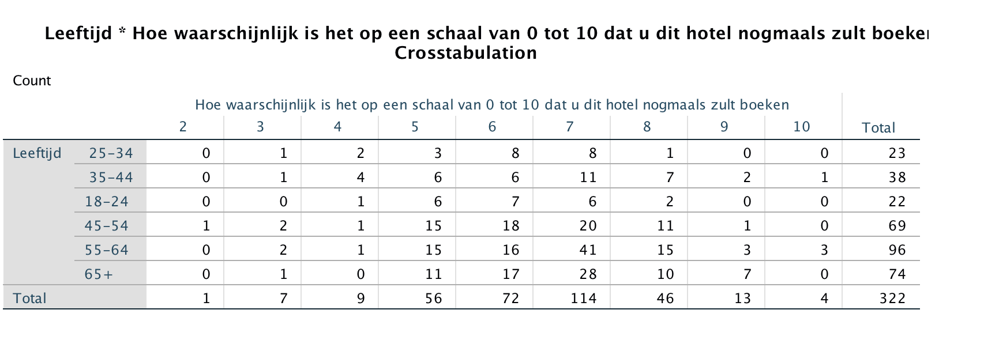 Leeftijd * Hoe waarschijnlijk is het op een schaal van 0 tot 10 dat u dit hotel nogmaals zult boeken
Crosstabulation
Count
Hoe waarschijnlijk is het op een schaal van 0 tot 10 dat u dit hotel nogmaals zult boeken
2 3 4 5 6 7 8 9 10 Total
Leeftijd 25-34 0 1 2 3 8 8 1 0 0 23
35-44 0 1 4 6 6 11 7 2 1 38
18-24 0 0 1 6 7 6 2 0 0 22
45-54 1 2 1 15 18 20 11 1 0 69
55-64 0 2 1 15 16 41 15 3 3 96
65+ 0 1 0 11 17 28 10 7 0 74
Total 1 7 9 56 72 114 46 13 4 322